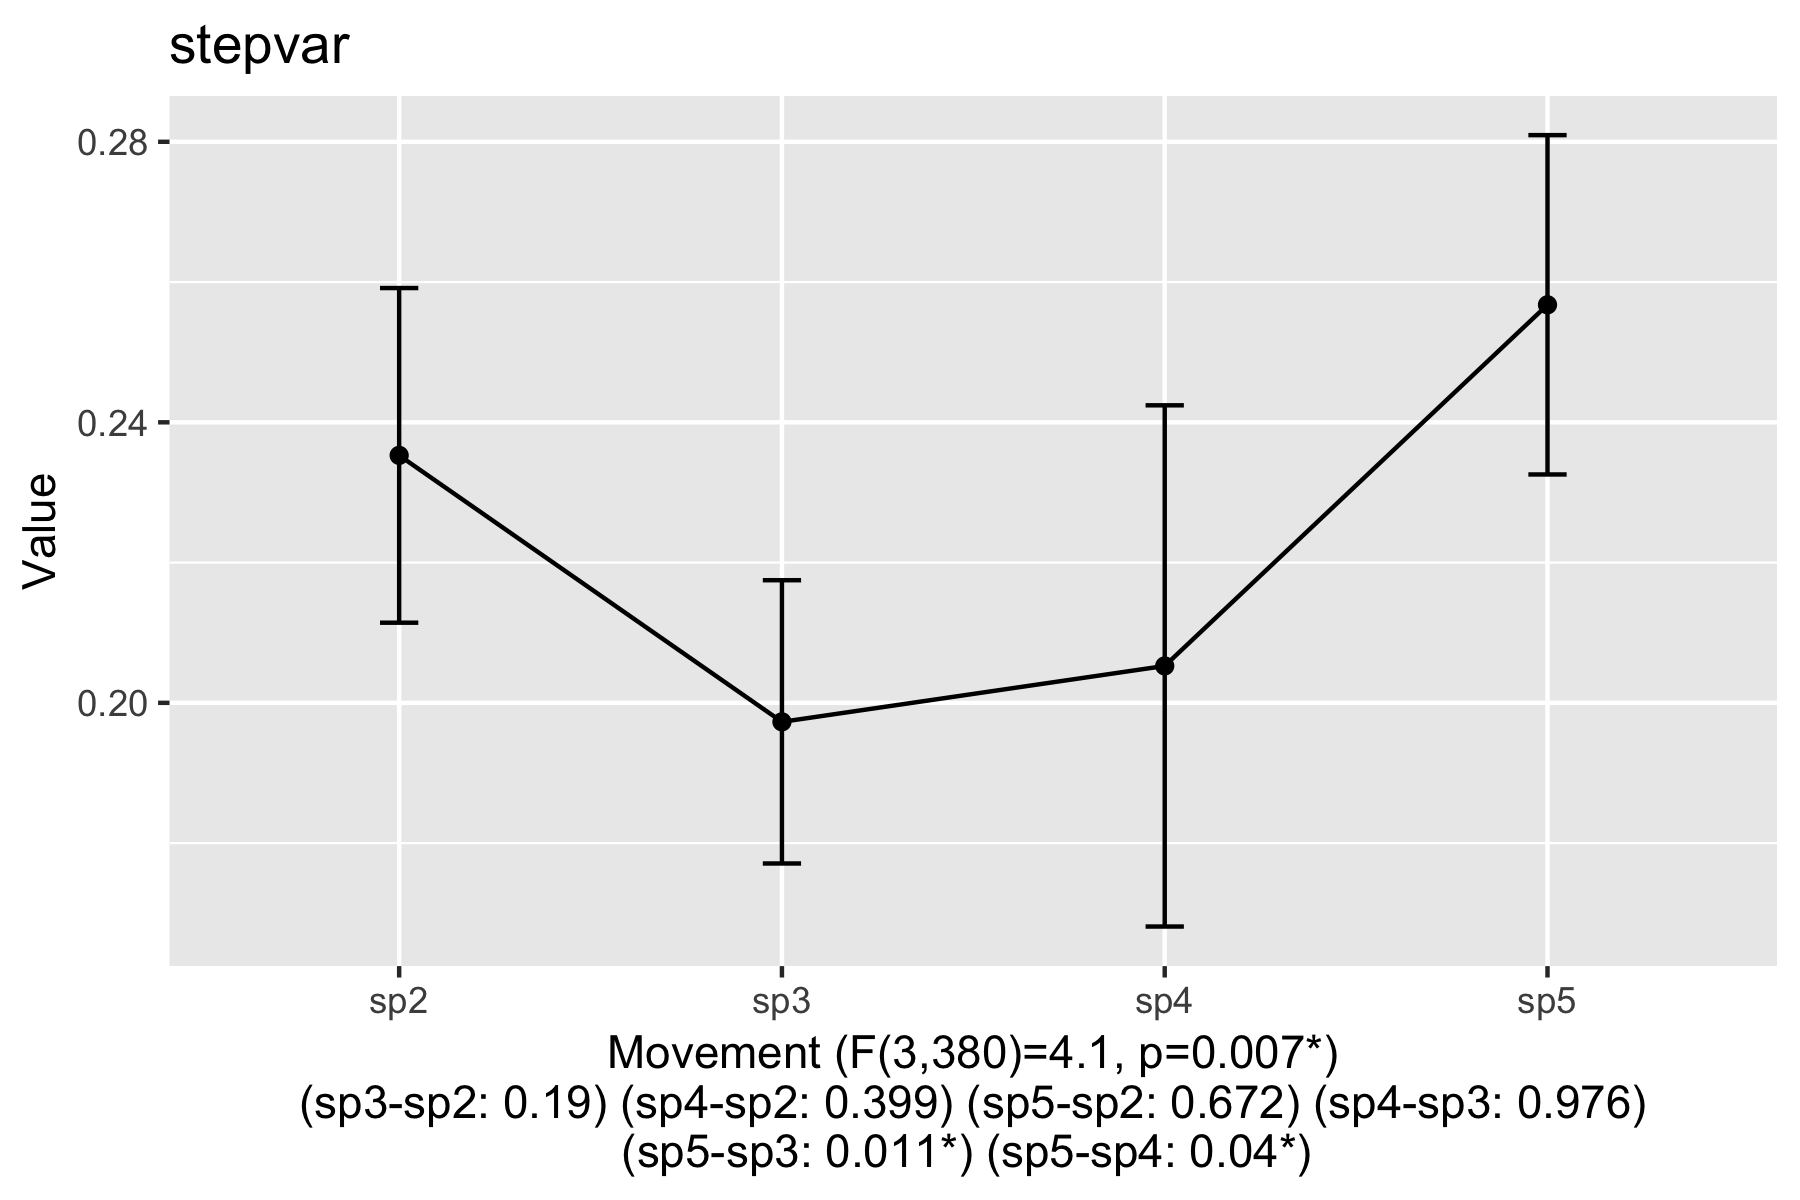 stepvar
0.28
0.24
0.20
Value
sp2 sp3 sp4 sp5
Movement (F(3,380)=4.1, p=0.007*)
(sp3-sp2: 0.19) (sp4-sp2: 0.399) (sp5-sp2: 0.672) (sp4-sp3: 0.976)
(sp5-sp3: 0.011*) (sp5-sp4: 0.04*)